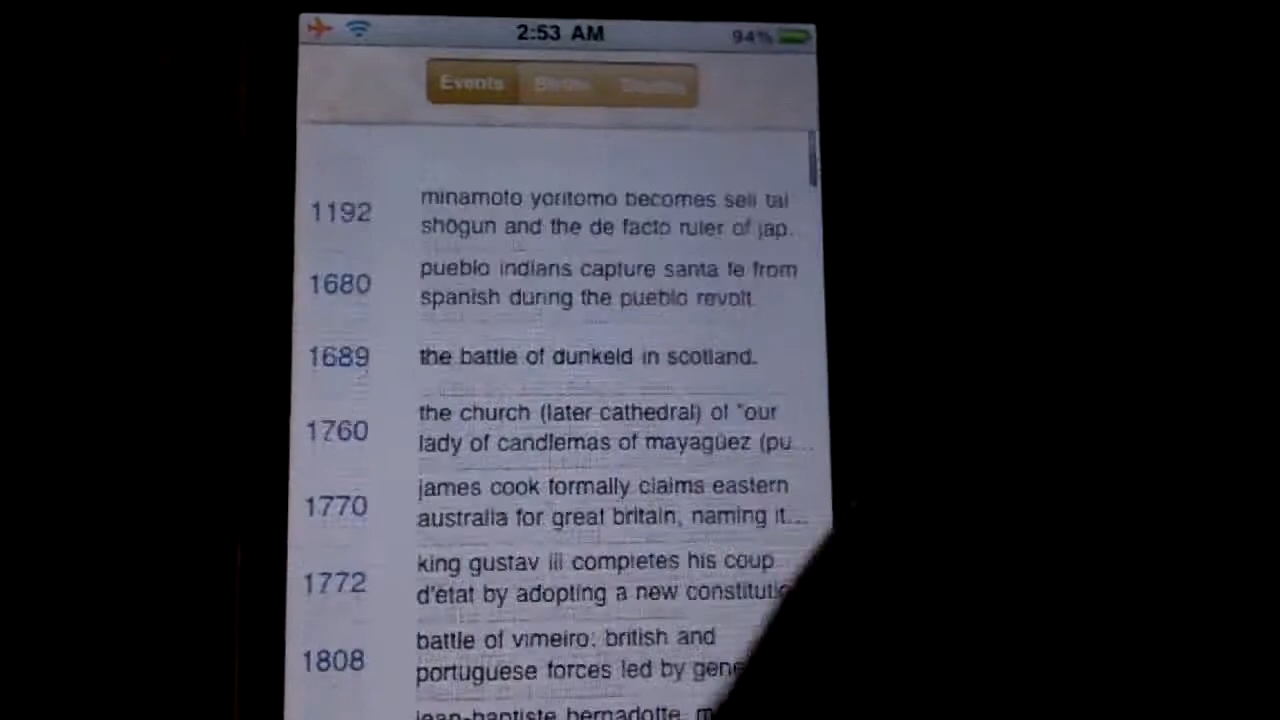 2:53 AM
94%
Events Births Deaths
1192
minamoto yoritomo becomes seii tai
shōgun and the de facto ruler of jap.
1680
pueblo indians capture santa fe from
spanish during the pueblo revolt
1689
the battle of dunkeld in scotland.
1760
the church (later cathedral) of "our
lady of candlemas of mayagüez (pu...
1770
james cook formally claims eastern
australia for great britain, naming it...
1772
king gustav iii completes his coup
d'état by adopting a new constitutio
1808
battle of vimeiro: british and
portuguese forces led by gene
jean-baptiste bernadotte, m